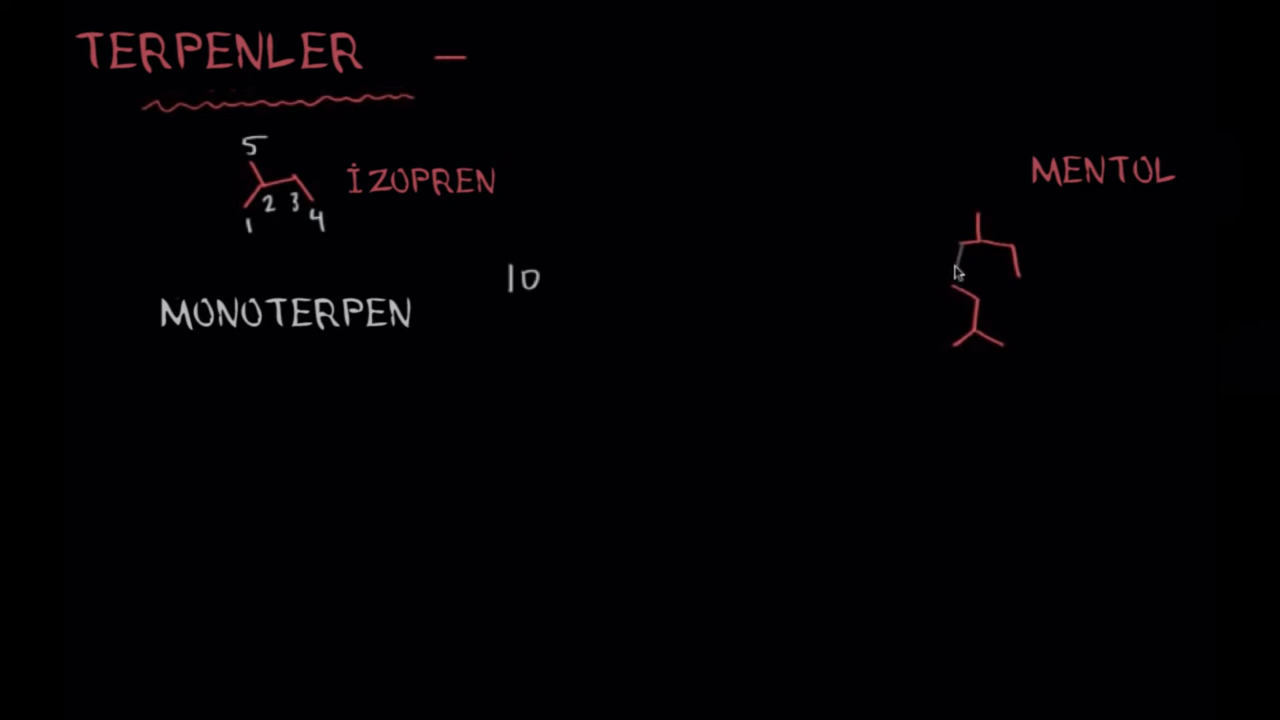 TERPENLER –
5
İZOPREN
1 2 3 4
MENTOL
10
MONOTERPEN